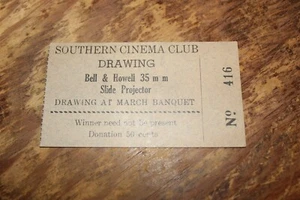 SOUTHERN CINEMA CLUB
DRAWING
Bell & Howell 35 m m
Slide Projector
DRAWING AT MARCH BANQUET
Winner need not be present
Donation 50 cents
No. 416